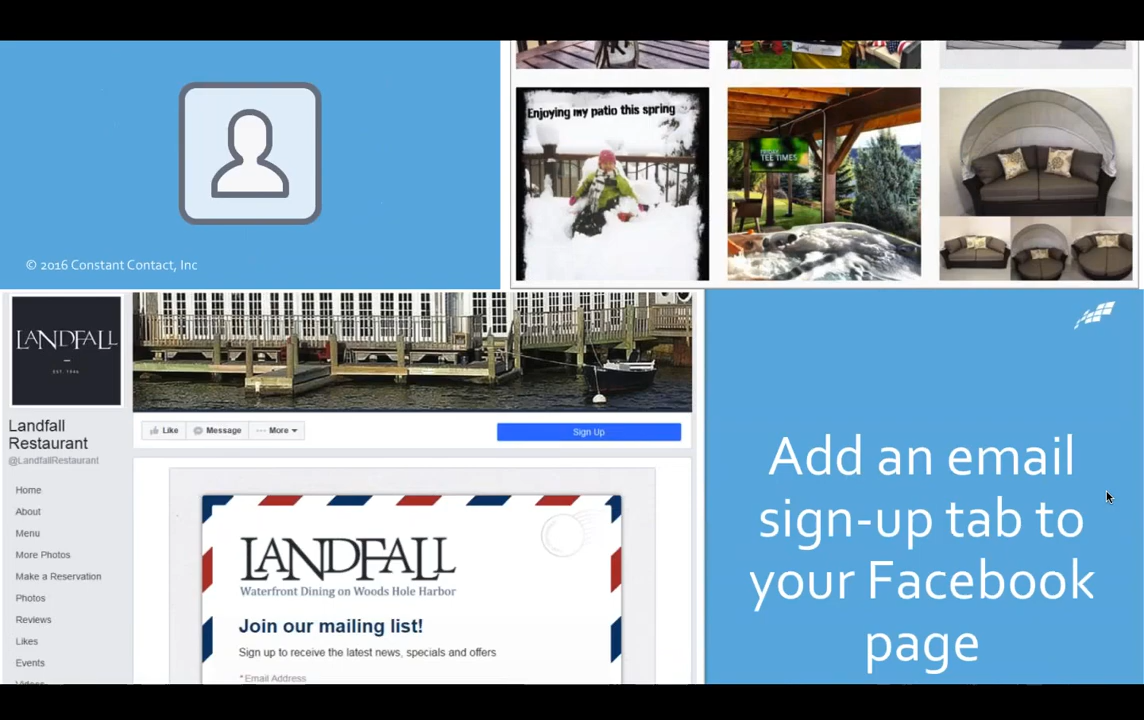 © 2016 Constant Contact, Inc
Enjoying my patio this spring
FRIDAY
TEE TIMES
LANDFALL
EST. 1946
Landfall
Restaurant
@LandfallRestaurant
Like
Message
More
Sign Up
Home
About
Menu
More Photos
Make a Reservation
Photos
Reviews
Likes
Events
LANDFALL
Waterfront Dining on Woods Hole Harbor
Join our mailing list!
Sign up to receive the latest news, specials and offers
*Email Address
Add an email
sign-up tab to
your Facebook
page